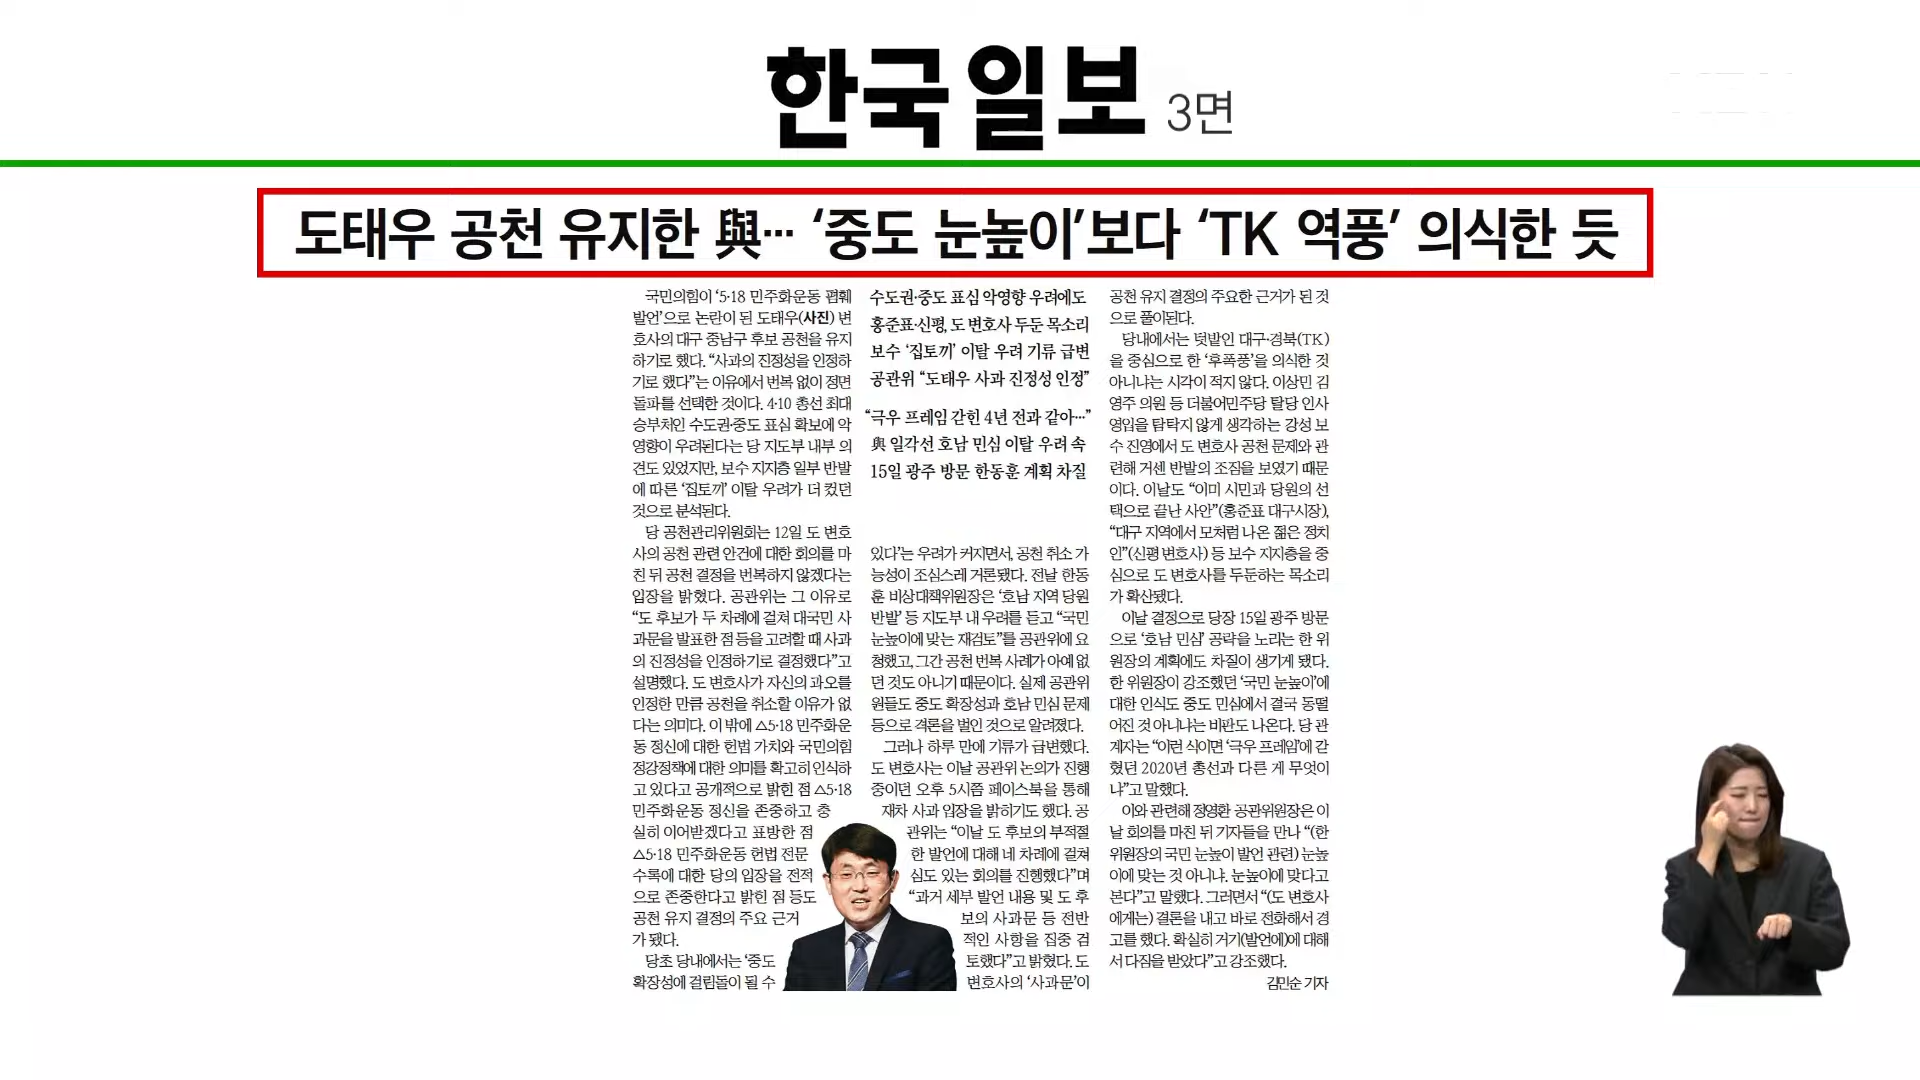 한국일보 3면
도태우 공천 유지한 與… ‘중도 눈높이’보다 ‘TK 역풍’ 의식한 듯
국민의힘이 ‘5·18 민주화운동 폄훼
발언’으로 논란이 된 도태우(사진) 변
호사의 대구 중남구 후보 공천을 유지
하기로 했다. “사과의 진정성을 인정하
기로 했다”는 이유에서 번복 없이 정면
돌파를 선택한 것이다. 4·10 총선 최대
승부처인 수도권·중도 표심 확보에 악
영향이 우려된다는 당 지도부 내부 의
견도 있었지만, 보수 지지층 일부 반발
에 따른 ‘집토끼’ 이탈 우려가 더 컸던
것으로 분석된다.
당 공천관리위원회는 12일 도 변호
사의 공천 관련 안건에 대한 회의를 마
친 뒤 공천 결정을 번복하지 않겠다는
입장을 밝혔다. 공관위는 그 이유로
“도 후보가 두 차례에 걸쳐 대국민 사
과문을 발표한 점 등을 고려할 때 사과
의 진정성을 인정하기로 결정했다”고
설명했다. 도 변호사가 자신의 과오를
인정한 만큼 공천을 취소할 이유가 없
다는 의미다. 이 밖에 △5·18 민주화운
동 정신에 대한 헌법 가치와 국민의힘
정강정책에 대한 의미를 확고히 인식하
고 있다고 공개적으로 밝힌 점 △5·18
민주화운동 정신을 존중하고 충
실히 이어받겠다고 표방한 점
△5·18 민주화운동 헌법 전문
수록에 대한 당의 입장을 전적
으로 존중한다고 밝힌 점 등도
공천 유지 결정의 주요 근거
가 됐다.
당초 당내에서는 ‘중도
확장성에 걸림돌이 될 수
수도권·중도 표심 악영향 우려에도
홍준표·신평, 도 변호사 두둔 목소리
보수 ‘집토끼’ 이탈 우려 기류 급변
공관위 “도태우 사과 진정성 인정”
“극우 프레임 갇힌 4년 전과 같아…”
與 일각선 호남 민심 이탈 우려 속
15일 광주 방문 한동훈 계획 차질
있다’는 우려가 커지면서, 공천 취소 가
능성이 조심스레 거론됐다. 전날 한동
훈 비상대책위원장은 ‘호남 지역 당원
반발’ 등 지도부 내 우려를 듣고 “국민
눈높이에 맞는 재검토”를 공관위에 요
청했고, 그간 공천 번복 사례가 아예 없
던 것도 아니기 때문이다. 실제 공관위
원들도 중도 확장성과 호남 민심 문제
등으로 격론을 벌인 것으로 알려졌다.
그러나 하루 만에 기류가 급변했다.
도 변호사는 이날 공관위 논의가 진행
중이던 오후 5시쯤 페이스북을 통해
재차 사과 입장을 밝히기도 했다. 공
관위는 “이날 도 후보의 부적절
한 발언에 대해 네 차례에 걸쳐
심도 있는 회의를 진행했다”며
“과거 세부 발언 내용 및 도 후
보의 사과문 등 전반
적인 사항을 집중 검
토했다”고 밝혔다. 도
변호사의 ‘사과문’이
공천 유지 결정의 주요한 근거가 된 것
으로 풀이된다.
당내에서는 텃밭인 대구·경북(TK)
을 중심으로 한 ‘후폭풍’을 의식한 것
아니냐는 시각이 적지 않다. 이상민 김
영주 의원 등 더불어민주당 탈당 인사
영입을 탐탁지 않게 생각하는 강성 보
수 진영에서 도 변호사 공천 문제와 관
련해 거센 반발의 조짐을 보였기 때문
이다. 이날도 “이미 시민과 당원의 선
택으로 끝난 사안”(홍준표 대구시장),
“대구 지역에서 모처럼 나온 젊은 정치
인”(신평 변호사) 등 보수 지지층을 중
심으로 도 변호사를 두둔하는 목소리
가 확산됐다.
이날 결정으로 당장 15일 광주 방문
으로 ‘호남 민심’ 공략을 노리는 한 위
원장의 계획에도 차질이 생기게 됐다.
한 위원장이 강조했던 ‘국민 눈높이’에
대한 인식도 중도 민심에서 결국 동떨
어진 것 아니냐는 비판도 나온다. 당 관
계자는 “이런 식이면 ‘극우 프레임’에 갇
혔던 2020년 총선과 다른 게 무엇이
냐”고 말했다.
이와 관련해 정영환 공관위원장은 이
날 회의를 마친 뒤 기자들을 만나 “(한
위원장의 국민 눈높이 발언 관련) 눈높
이에 맞는 것 아니냐. 눈높이에 맞다고
본다”고 말했다. 그러면서 “(도 변호사
에게는) 결론을 내고 바로 전화해서 경
고를 했다. 확실히 거기(발언에)에 대해
서 다짐을 받았다”고 강조했다.
김민순 기자